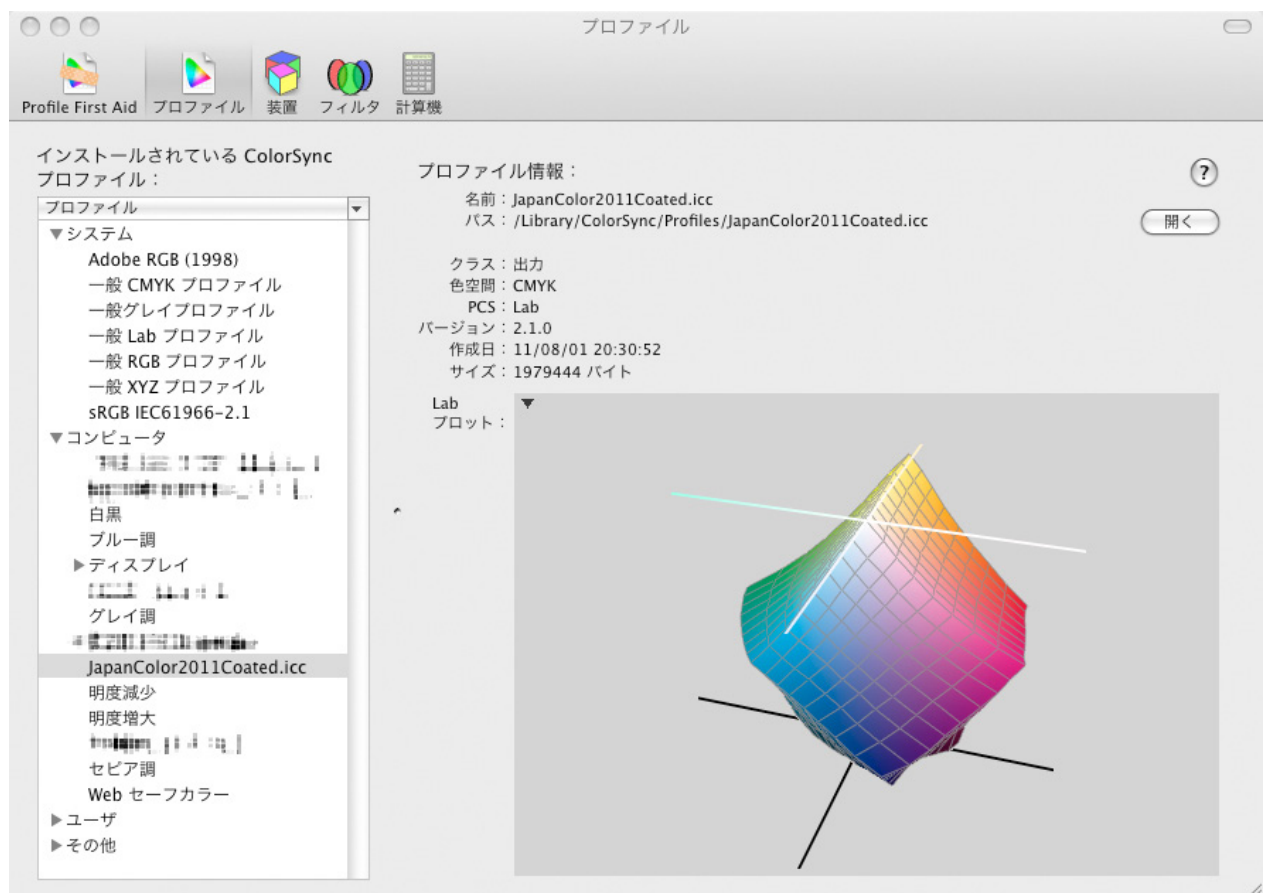 プロファイル
Profile First Aid
プロファイル
装置
フィルタ
計算機
インストールされている ColorSync
プロファイル：
プロファイル
▼システム
Adobe RGB (1998)
一般 CMYK プロファイル
一般グレイプロファイル
一般 Lab プロファイル
一般 RGB プロファイル
一般 XYZ プロファイル
sRGB IEC61966-2.1
▼コンピュータ
白黒
ブルー調
▶ディスプレイ
グレイ調
JapanColor2011Coated.icc
明度減少
明度増大
セピア調
Web セーフカラー
▶ユーザ
▶その他
プロファイル情報：
?
名前：JapanColor2011Coated.icc
パス：/Library/ColorSync/Profiles/JapanColor2011Coated.icc
開く
クラス：出力
色空間：CMYK
PCS：Lab
バージョン：2.1.0
作成日：11/08/01 20:30:52
サイズ：1979444 バイト
Lab
プロット：